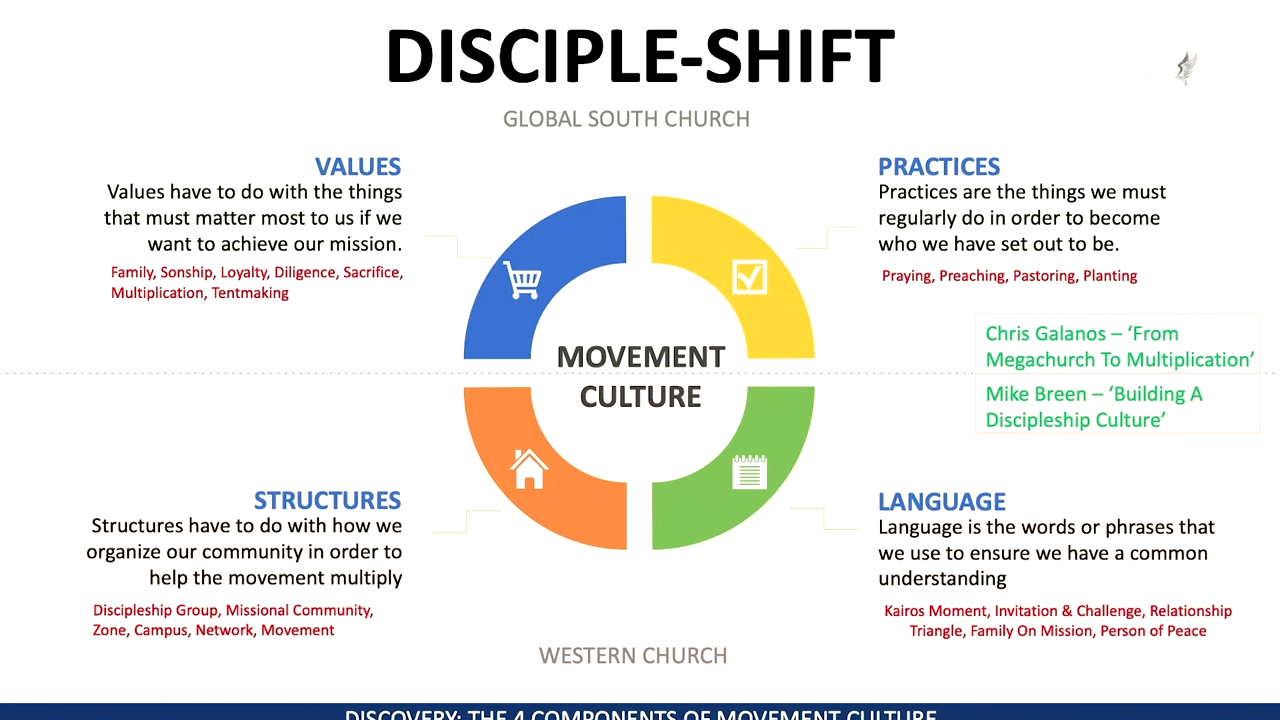 DISCIPLE-SHIFT
GLOBAL SOUTH CHURCH
VALUES
Values have to do with the things
that must matter most to us if we
want to achieve our mission.
Family, Sonship, Loyalty, Diligence, Sacrifice,
Multiplication, Tentmaking
PRACTICES
Practices are the things we must
regularly do in order to become
who we have set out to be.
Praying, Preaching, Pastoring, Planting
Chris Galanos – ‘From
Megachurch To Multiplication’
Mike Breen – ‘Building A
Discipleship Culture’
MOVEMENT
CULTURE
STRUCTURES
Structures have to do with how we
organize our community in order to
help the movement multiply
Discipleship Group, Missional Community,
Zone, Campus, Network, Movement
LANGUAGE
Language is the words or phrases that
we use to ensure we have a common
understanding
Kairos Moment, Invitation & Challenge, Relationship
Triangle, Family On Mission, Person of Peace
WESTERN CHURCH
DISCOVERY: THE 4 COMPONENTS OF MOVEMENT CULTURE